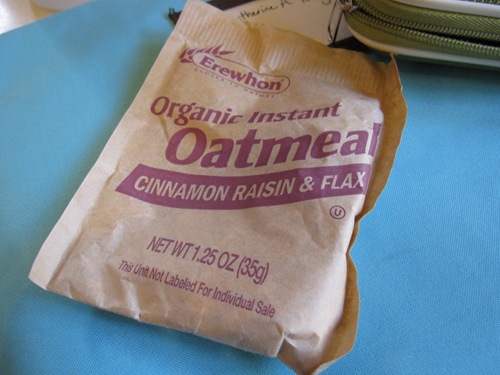 therine A
Erewhon®
Organic Instant
Oatmeal
CINNAMON RAISIN & FLAX
U
NET WT 1.25 OZ (35g)
This Unit Not Labeled For Individual Sale